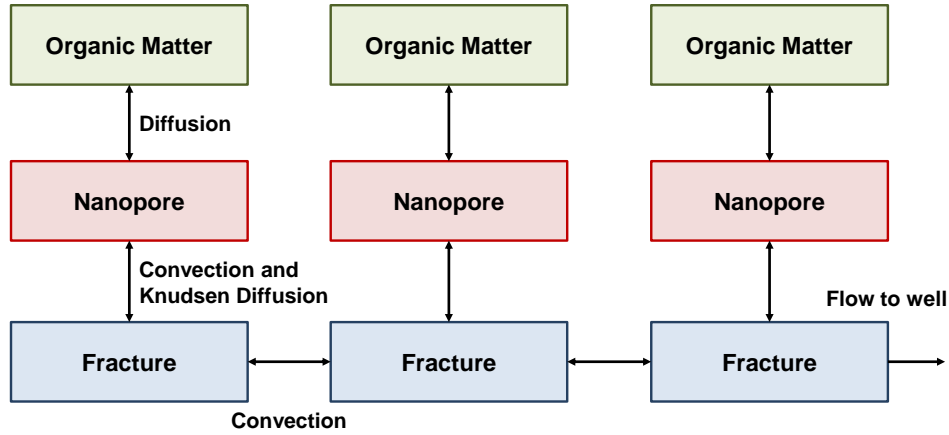 Organic Matter
Organic Matter
Organic Matter
Diffusion
Nanopore
Nanopore
Nanopore
Convection and
Knudsen Diffusion
Flow to well
Fracture
Fracture
Fracture
Convection